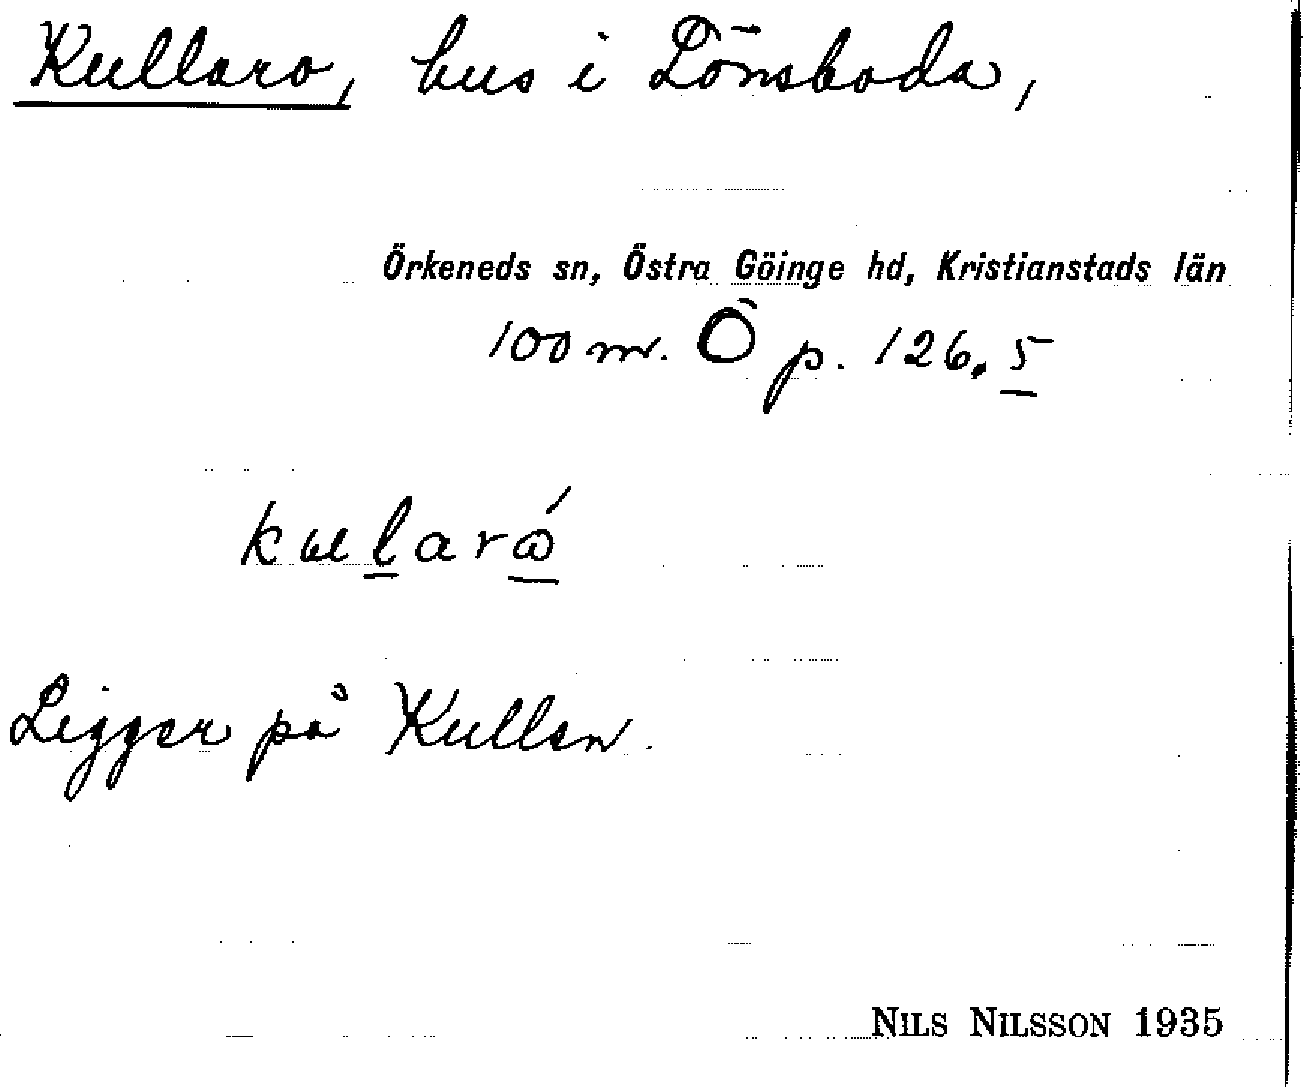 Kullaro, hus i Lönsboda,
Örkeneds sn, Östra Göinge hd, Kristianstads län
100 m. Ö p. 126.5
kullarό
Ligger på Kullen.
NILS NILSSON 1935